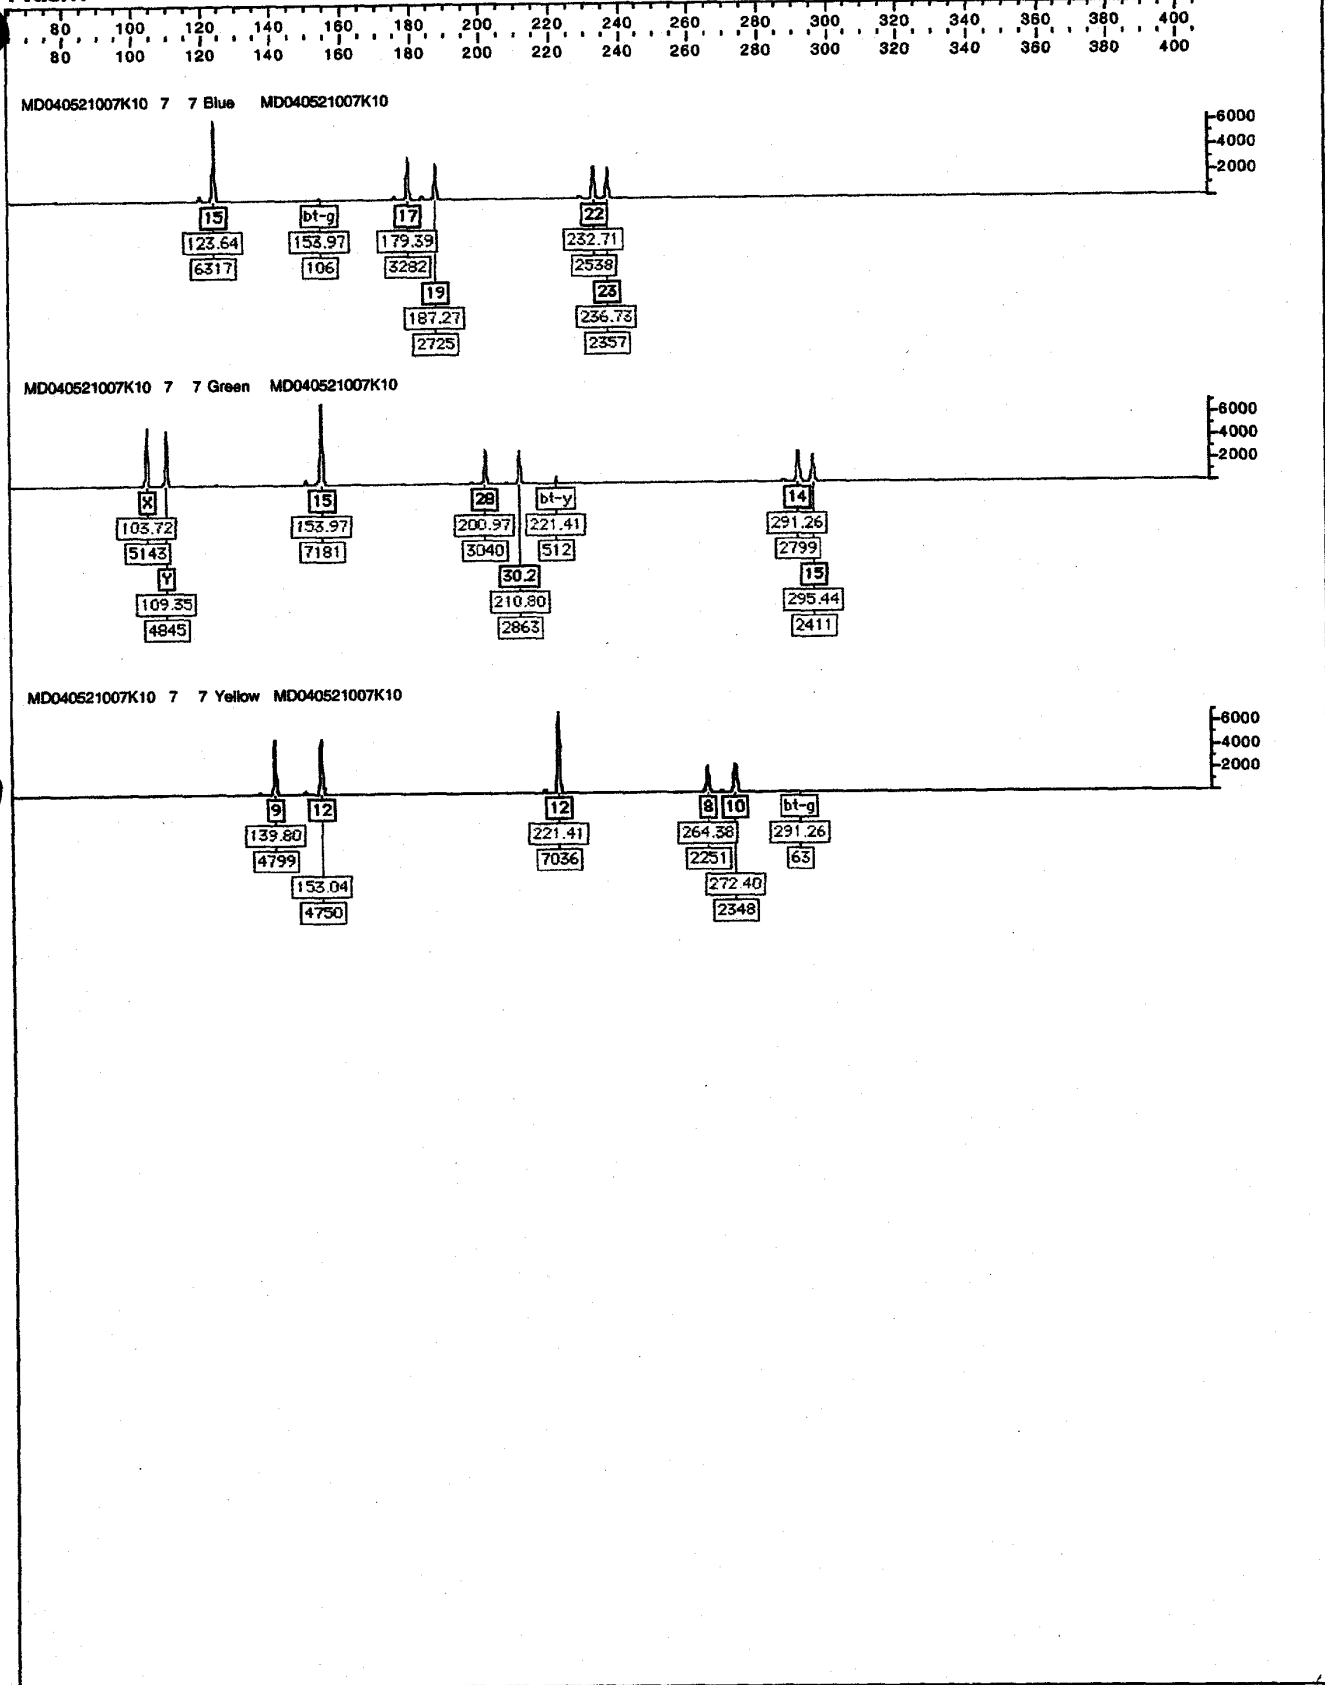 80 100 120 140 160 180 200 220 240 260 280 300 320 340 360 380 400
80 100 120 140 160 180 200 220 240 260 280 300 320 340 360 380 400
MD040521007K10 7 7 Blue MD040521007K10
6000
4000
2000
15 bt-g 17 22
123.64 153.97 179.39 232.71
6317 106 3282 2538
19 23
187.27 236.73
2725 2357
MD040521007K10 7 7 Green MD040521007K10
6000
4000
2000
X 15 28 bt-y 14
103.72 153.97 200.97 221.41 291.26
5143 7181 3040 512 2799
Y 30.2 15
109.35 210.80 295.44
4845 2863 2411
MD040521007K10 7 7 Yellow MD040521007K10
6000
4000
2000
9 12 12 8 10 bt-g
139.80 221.41 264.38 291.26
4799 7036 2251 63
153.04 272.40
4750 2348